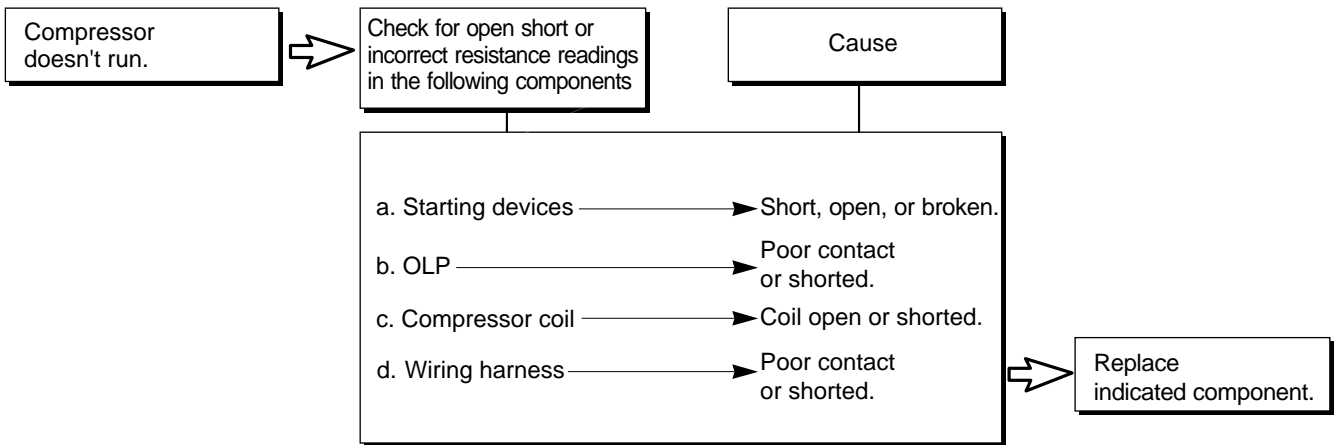 Compressor
doesn't run.
Check for open short or
incorrect resistance readings
in the following components
Cause
a. Starting devices
Short, open, or broken.
b. OLP
Poor contact
or shorted.
c. Compressor coil
Coil open or shorted.
d. Wiring harness
Poor contact
or shorted.
Replace
indicated component.